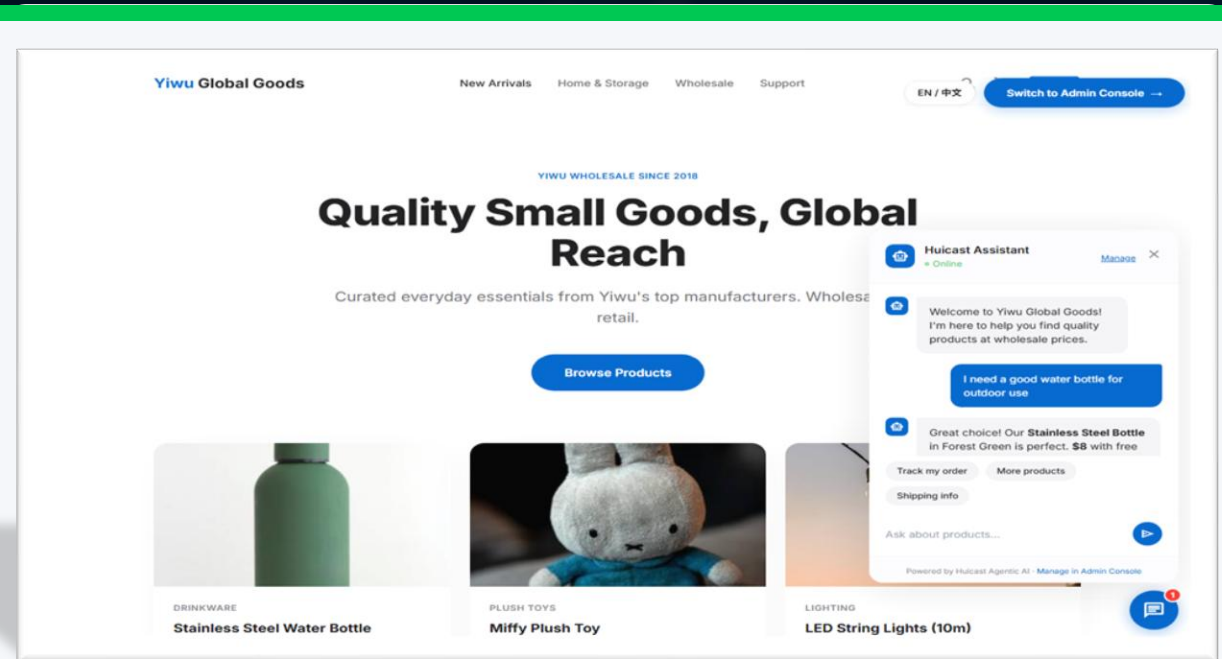 Yiwu Global Goods
New Arrivals
Home & Storage
Wholesale
Support
EN / 中文
Switch to Admin Console →
YIWU WHOLESALE SINCE 2018
Quality Small Goods, Global
Reach
Curated everyday essentials from Yiwu's top manufacturers. Wholesa
retail.
Browse Products
Huicast Assistant
Online
Manage
Welcome to Yiwu Global Goods!
I'm here to help you find quality
products at wholesale prices.
I need a good water bottle for
outdoor use
Great choice! Our Stainless Steel Bottle
in Forest Green is perfect. $8 with free
Track my order
More products
Shipping info
Ask about products...
Powered by Huicast Agentic AI · Manage in Admin Console
1
DRINKWARE
Stainless Steel Water Bottle
PLUSH TOYS
Miffy Plush Toy
LIGHTING
LED String Lights (10m)